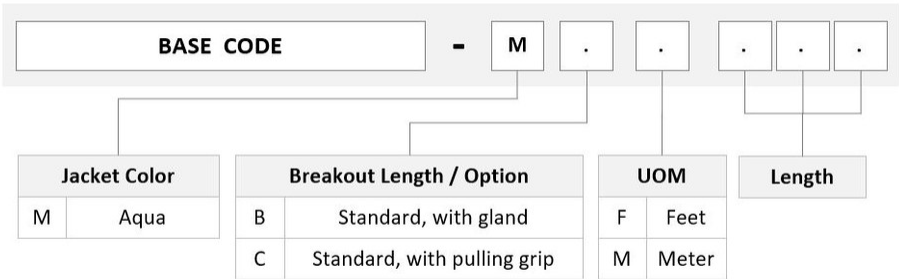 BASE CODE - M . . . . .
Jacket Color Breakout Length / Option UOM Length
M Aqua B Standard, with gland F Feet
C Standard, with pulling grip M Meter